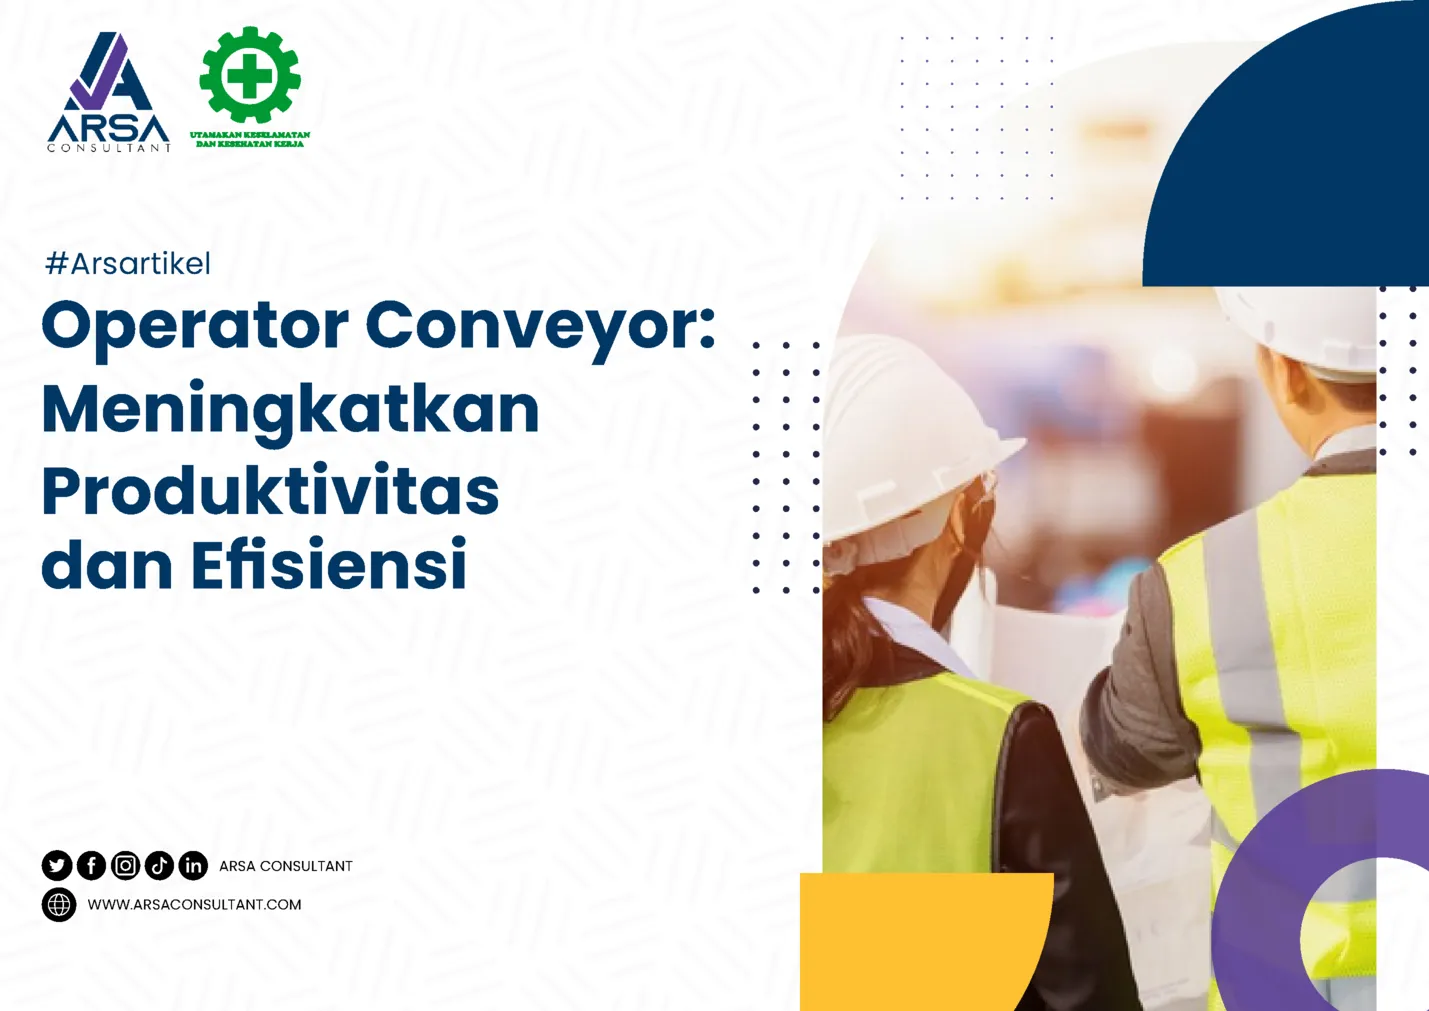 ARSA
CONSULTANT
UTAMAKAN KESELAMATAN
DAN KESEHATAN KERJA
#Arsartikel
Operator Conveyor:
Meningkatkan
Produktivitas
dan Efisiensi
ARSA CONSULTANT
WWW.ARSACONSULTANT.COM